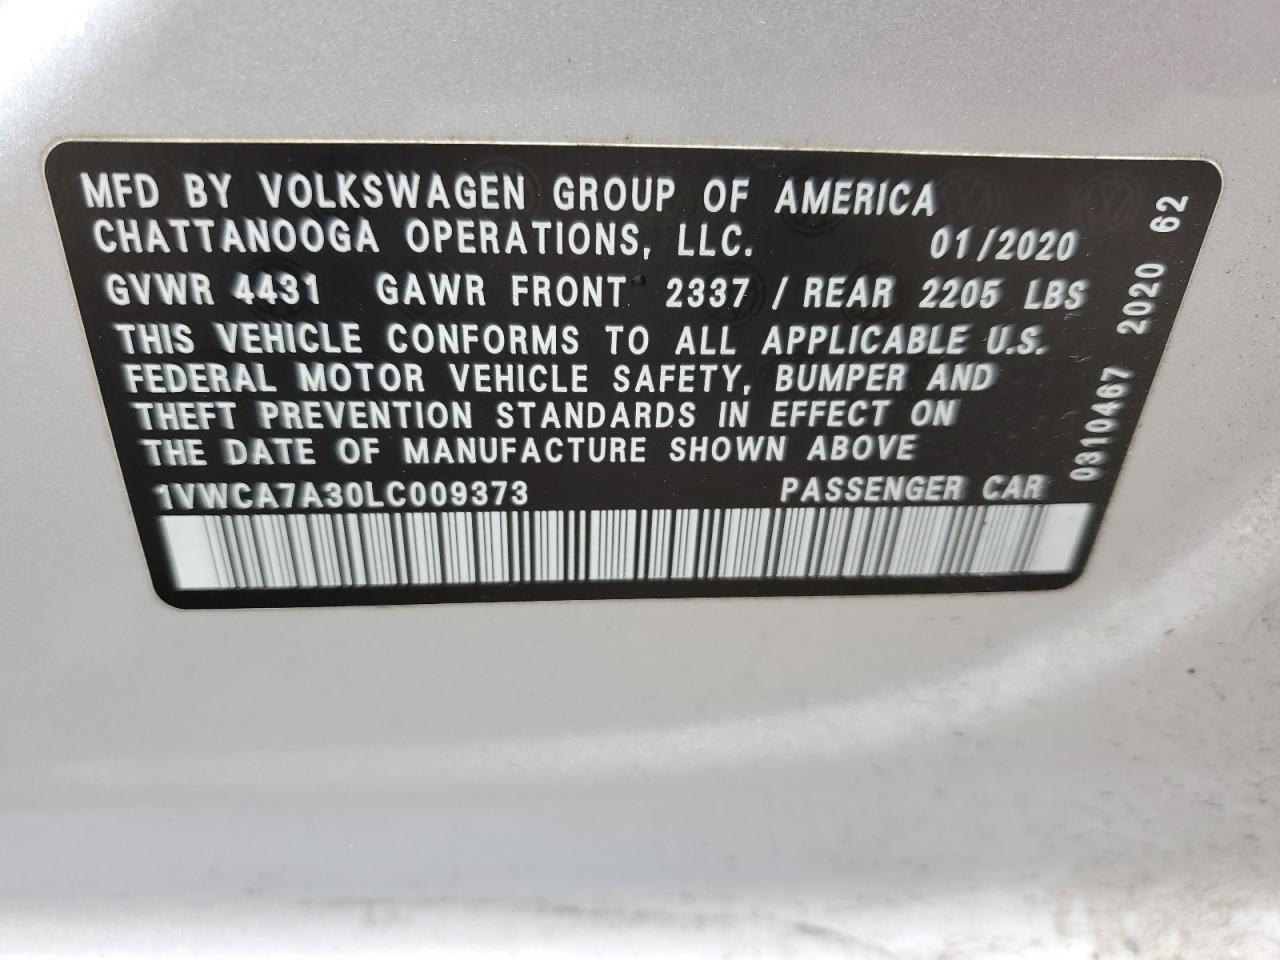 MFD BY VOLKSWAGEN GROUP OF AMERICA
CHATTANOOGA OPERATIONS, LLC. 01/2020
GVWR 4431 GAWR FRONT 2337 / REAR 2205 LBS
THIS VEHICLE CONFORMS TO ALL APPLICABLE U.S.
FEDERAL MOTOR VEHICLE SAFETY, BUMPER AND
THEFT PREVENTION STANDARDS IN EFFECT ON
THE DATE OF MANUFACTURE SHOWN ABOVE
1VWCA7A30LC009373 PASSENGER CAR
0310467 2020 62